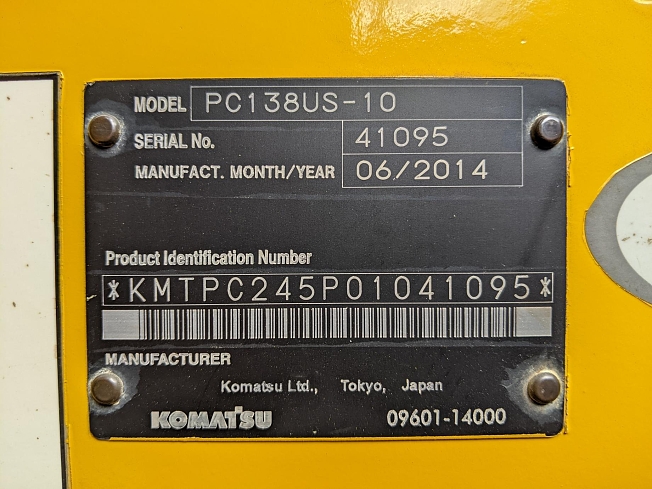 MODEL PC138US-10
SERIAL No. 41095
MANUFACT. MONTH/YEAR 06/2014
Product Identification Number
*KMTPC245P01041095*
MANUFACTURER
Komatsu Ltd., Tokyo, Japan
KOMATSU 09601-14000